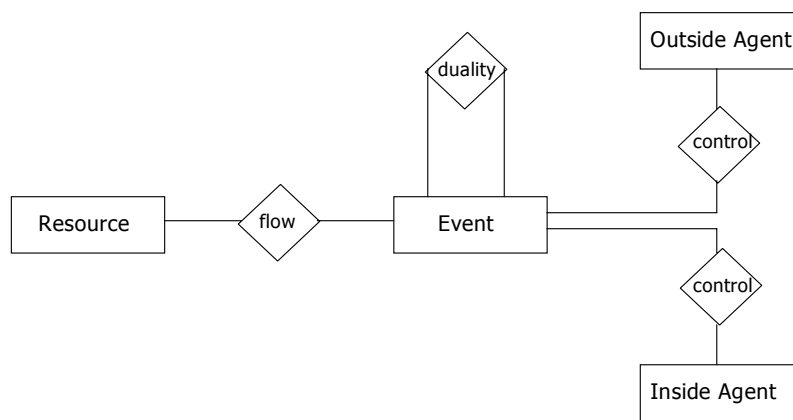 Outside Agent
duality
control
Resource
flow
Event
control
Inside Agent